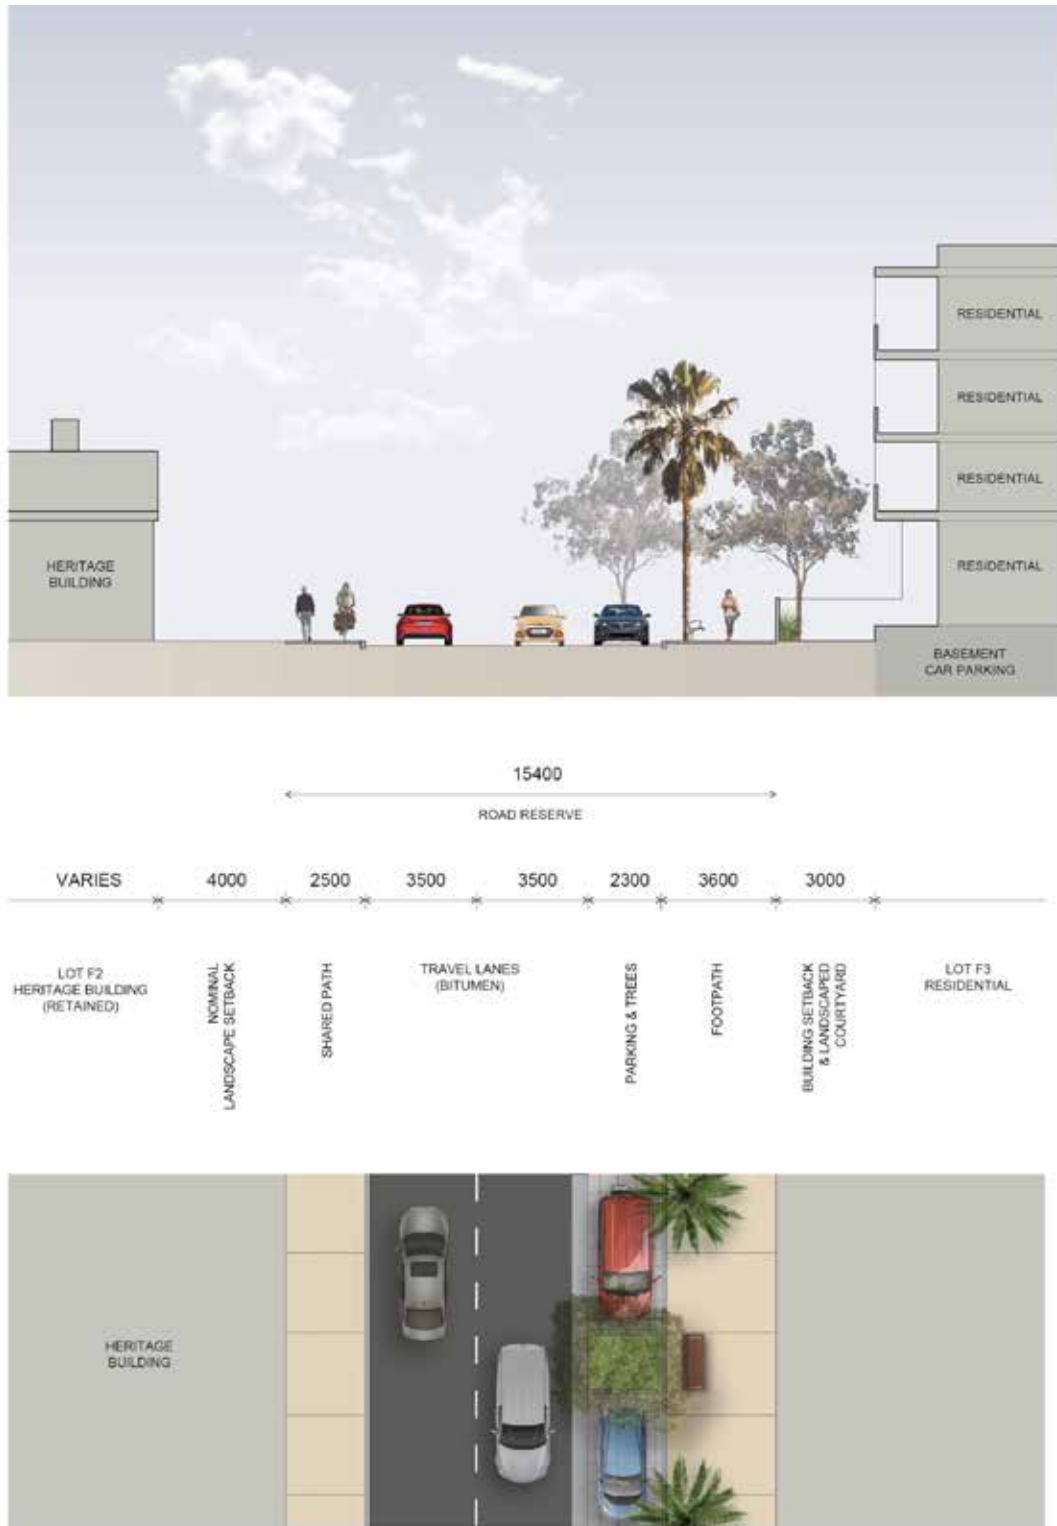 RESIDENTIAL
RESIDENTIAL
RESIDENTIAL
HERITAGE
BUILDING
RESIDENTIAL
BASEMENT
CAR PARKING
15400
ROAD RESERVE
VARIES
4000
2500
3500
3500
2300
3600
3000
LOT F2
HERITAGE BUILDING
(RETAINED)
NOMINAL
LANDSCAPE SETBACK
SHARED PATH
TRAVEL LANES
(BITUMEN)
PARKING & TREES
FOOTPATH
BUILDING SETBACK
& LANDSCAPED
COURTYARD
LOT F3
RESIDENTIAL
HERITAGE
BUILDING